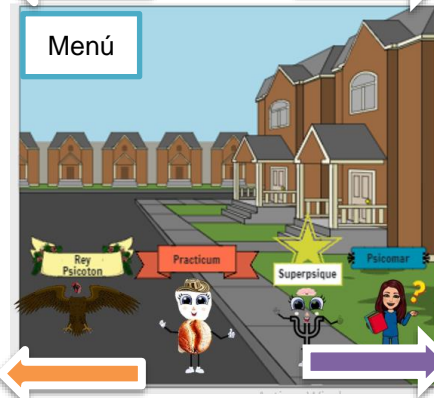 Menú
Rey
Psicoton
Practicum
Superpsique
Psicomar